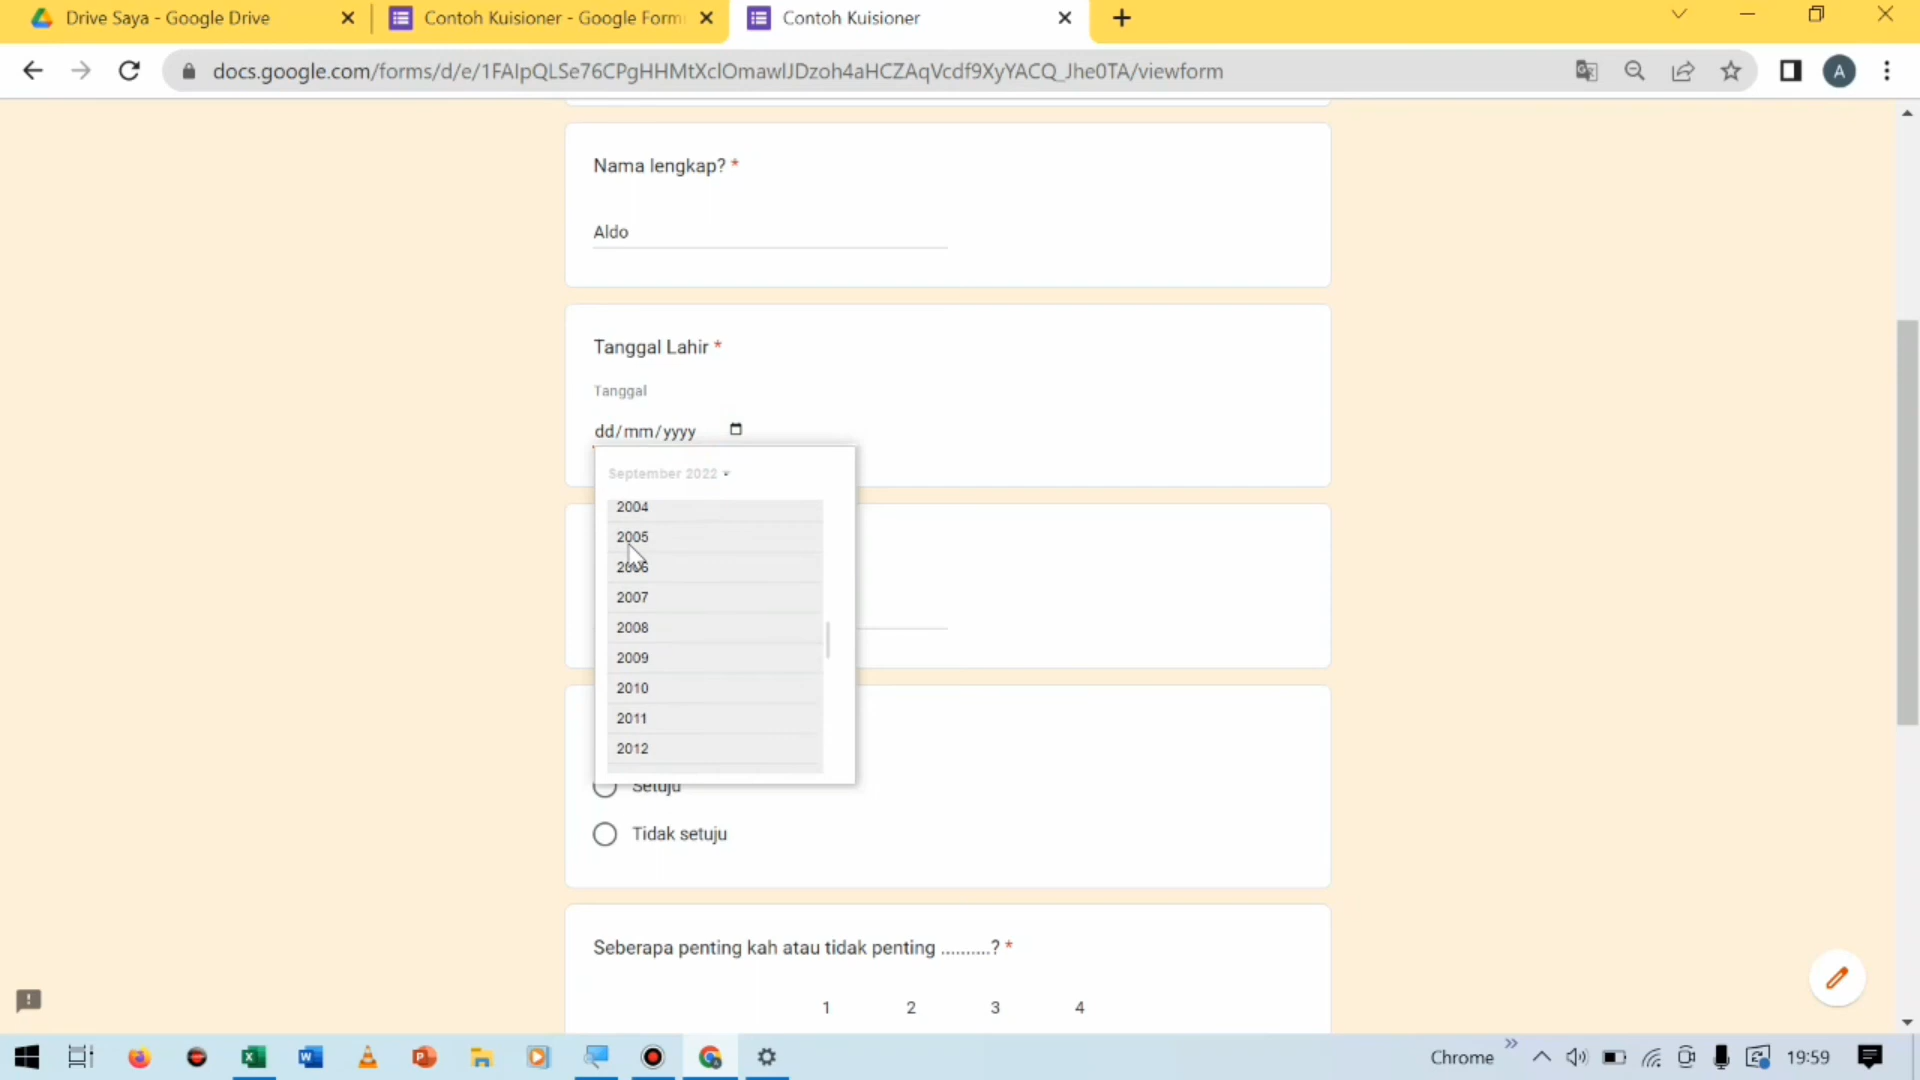 Drive Saya - Google Drive
Contoh Kuisioner - Google Form
Contoh Kuisioner
docs.google.com/forms/d/e/1FAIpQLSe76CPgHHMtXclOmawlJDzoh4aHCZAqVcdf9XyYACQ_Jhe0TA/viewform
A
Nama lengkap? *
Aldo
Tanggal Lahir *
Tanggal
dd/mm/yyyy
September 2022
2004
2005
2006
2007
2008
2009
2010
2011
2012
Setuju
Tidak setuju
Seberapa penting kah atau tidak penting ..........? *
1 2 3 4
Chrome
19:59